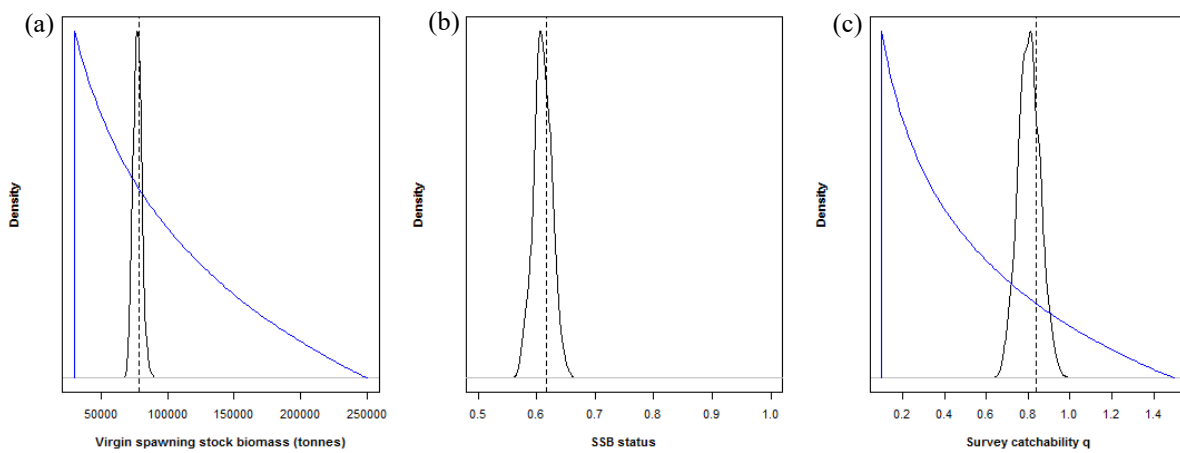 (a)
Density
50000 100000 150000 200000 250000
Virgin spawning stock biomass (tonnes)
(b)
Density
0.5 0.6 0.7 0.8 0.9 1.0
SSB status
(c)
Density
0.2 0.4 0.6 0.8 1.0 1.2 1.4
Survey catchability q